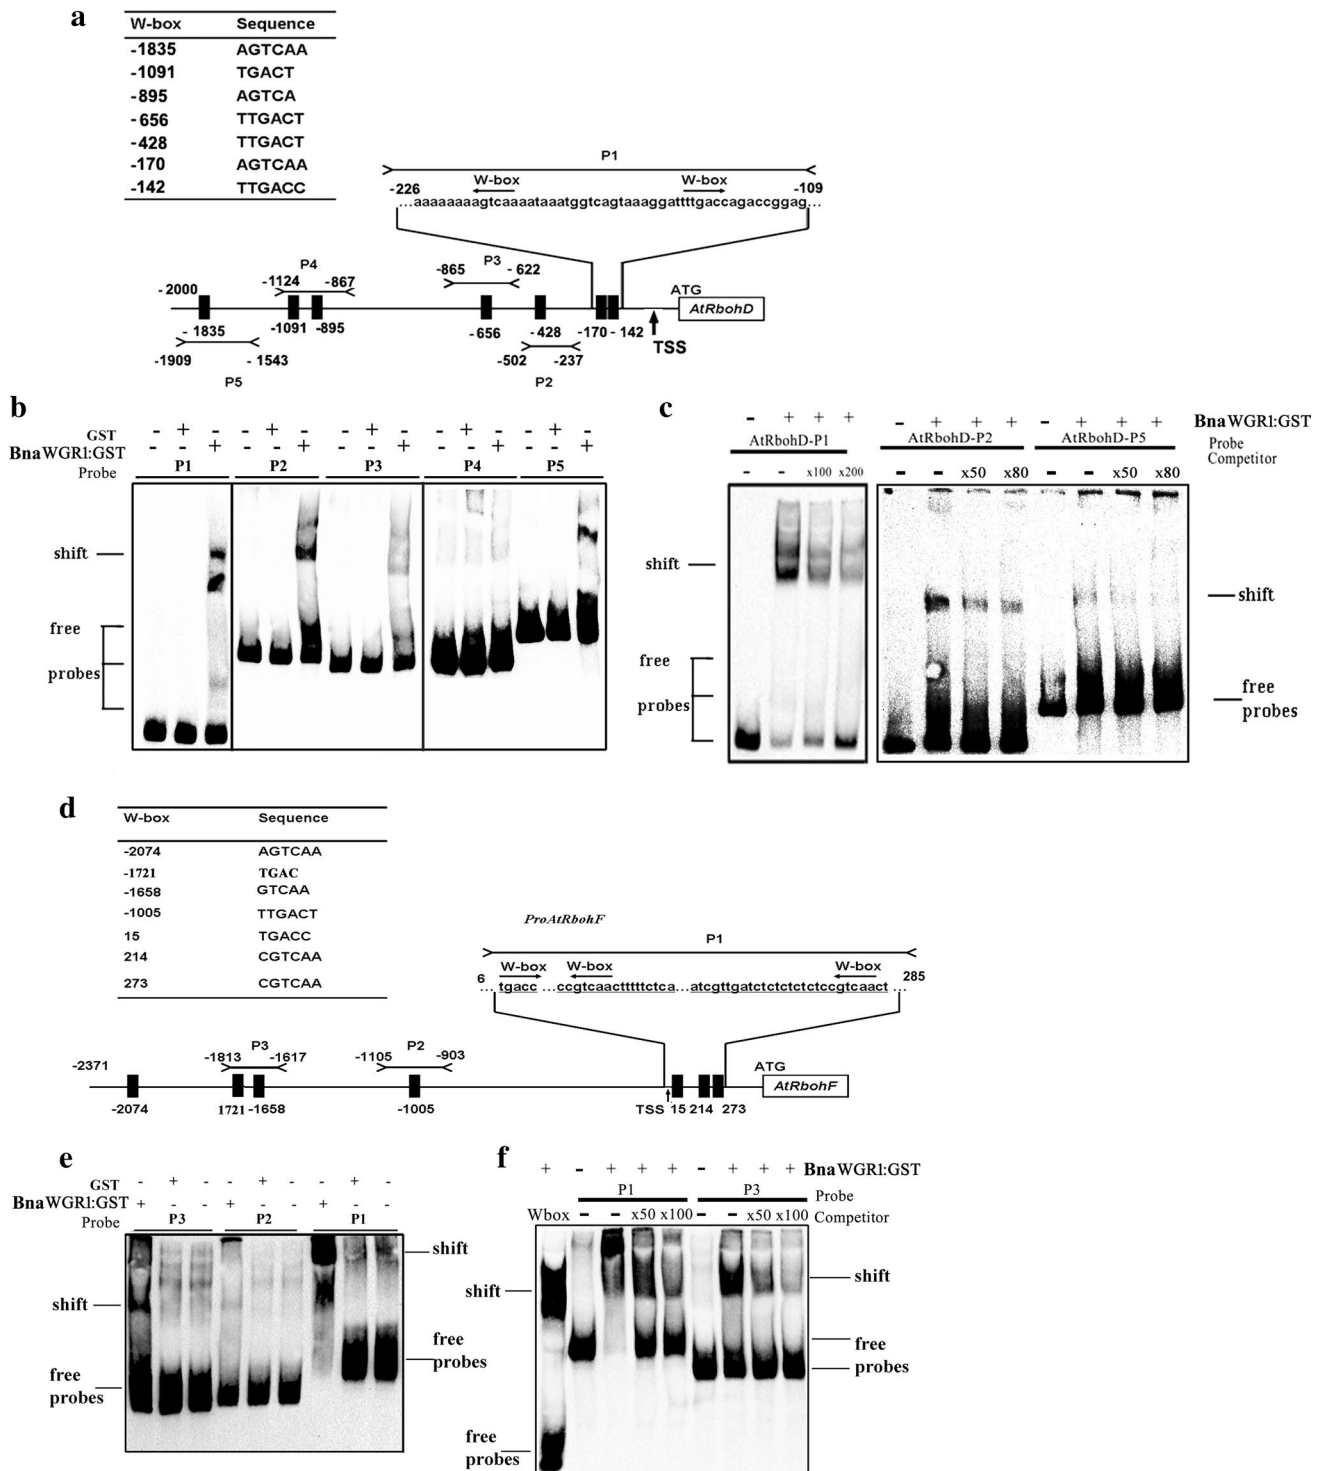 a
W-box Sequence
-1835 AGTCAA
-1091 TGACT
-895 AGTCA
-656 TTGACT
-428 TTGACT
-170 AGTCAA
-142 TTGACC
P1
W-box W-box
-226 -109
...aaaaaaaagtcaaaataaatggtcagtaaaggattttgaccagaccggag...
P4 P3
-1124 -867 -865 - 622
- 2000 ATG
AtRbohD
- 1835 -1091 -895 -656 - 428 -170 - 142
TSS
-1909 - 1543 -502 -237
P5 P2
b
GST - + - - + - - + - - + - - + -
BnaWGR1:GST - - + - - + - - + - - + - - +
Probe P1 P2 P3 P4 P5
shift
free
probes
c
- + + + - + + + - + + + BnaWGR1:GST
AtRbohD-P1 AtRbohD-P2 AtRbohD-P5 Probe
- - x100 x200 - - x50 x80 - - x50 x80 Competitor
shift
free
probes
shift
free
probes
d
W-box Sequence
-2074 AGTCAA
-1721 TGAC
-1658 GTCAA
-1005 TTGACT
15 TGACC
214 CGTCAA
273 CGTCAA
ProAtRbohF
P1
W-box W-box W-box
6 285
... tgacc ...ccgtcaactttttctca...atcgttgatctctctctctccgtcaact ...
P3 P2
-1813 -1617 -1105 -903
-2371 ATG
AtRbohF
-2074 1721 -1658 -1005 TSS 15 214 273
e
GST - + - - + - - + -
BnaWGR1:GST + - - + - - + - -
Probe P3 P2 P1
shift
free
probes
shift
free
probes
f
+ - + + + - + + + BnaWGR1:GST
P1 P3 Probe
Wbox - - x50 x100 - - x50 x100 Competitor
shift
free
probes
shift
free
probes